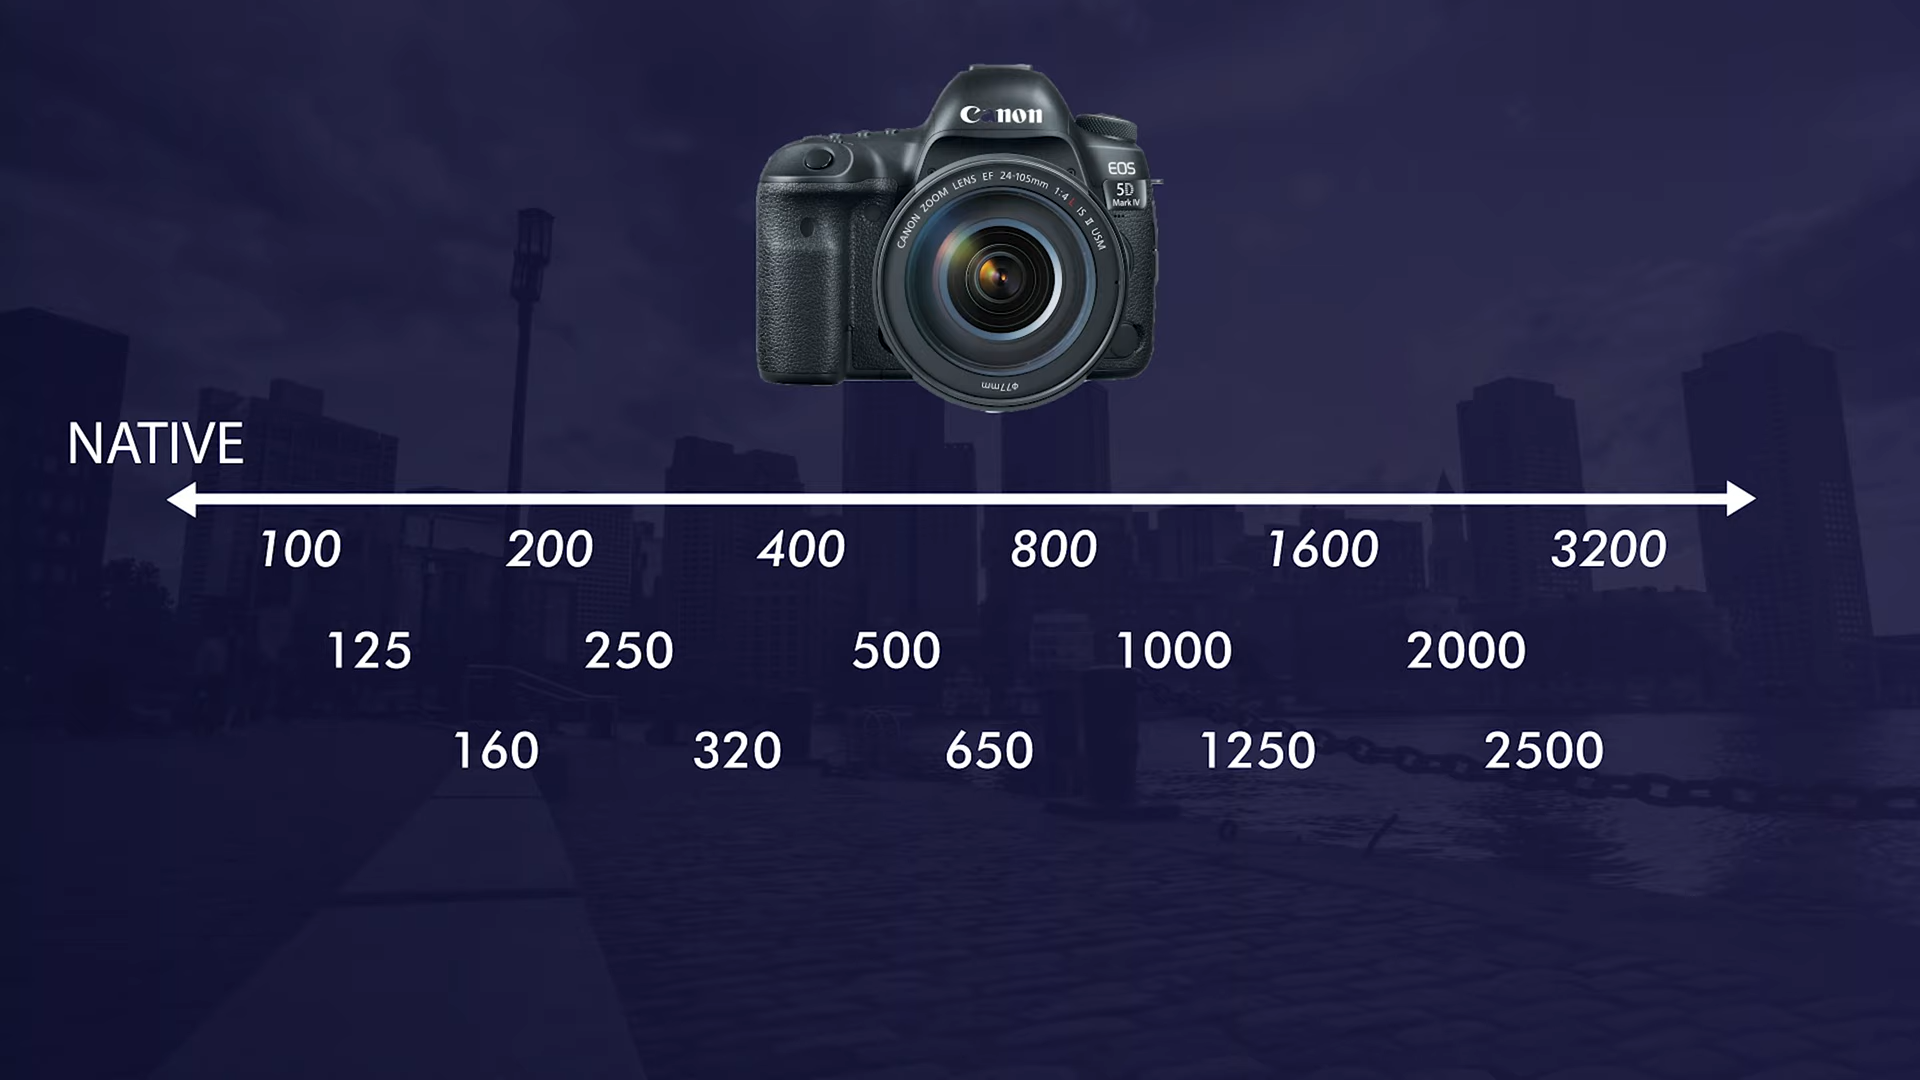 Canon
EOS
5D
Mark IV
CANON ZOOM LENS EF 24-105mm 1:4 L IS II USM
Φ77mm
NATIVE
100 200 400 800 1600 3200
125 250 500 1000 2000
160 320 650 1250 2500